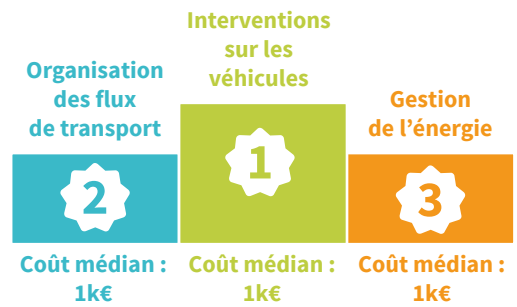 Organisation
des flux
de transport
2
Coût médian :
1k€
Interventions
sur les
véhicules
1
Coût médian :
1k€
Gestion
de l'énergie
3
Coût médian :
1k€